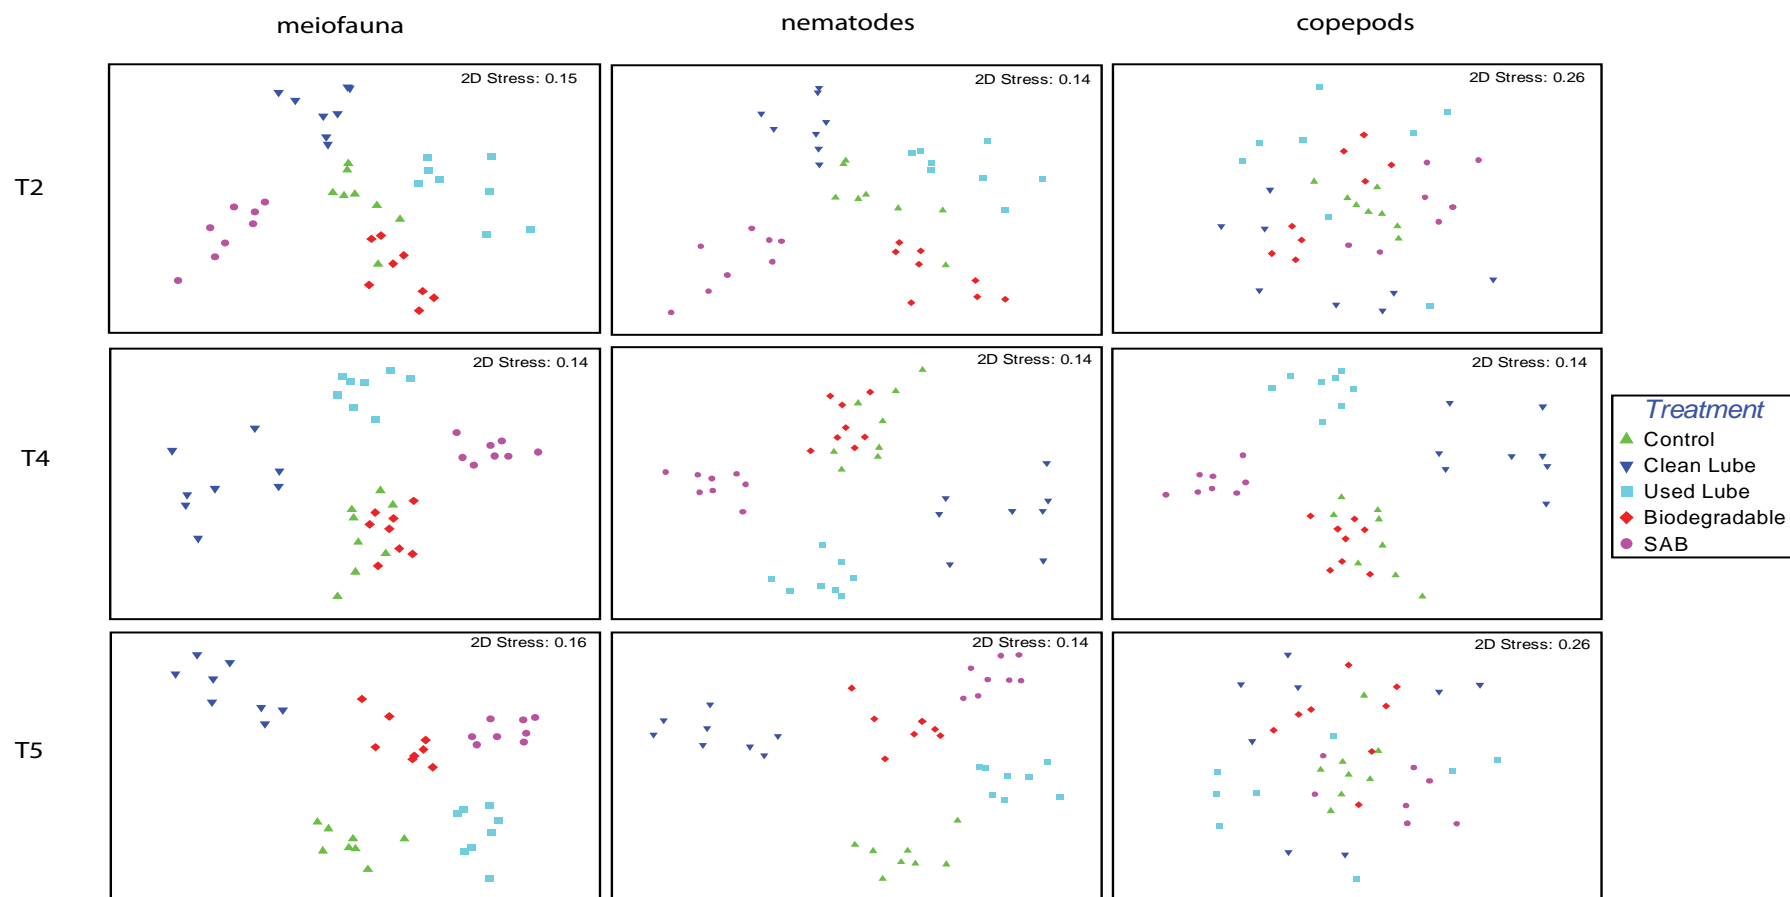 meiofauna nematodes copepods
T2
2D Stress: 0.15
2D Stress: 0.14
2D Stress: 0.26
T4
2D Stress: 0.14
2D Stress: 0.14
2D Stress: 0.14
T5
2D Stress: 0.16
2D Stress: 0.14
2D Stress: 0.26
Treatment
Control
Clean Lube
Used Lube
Biodegradable
SAB